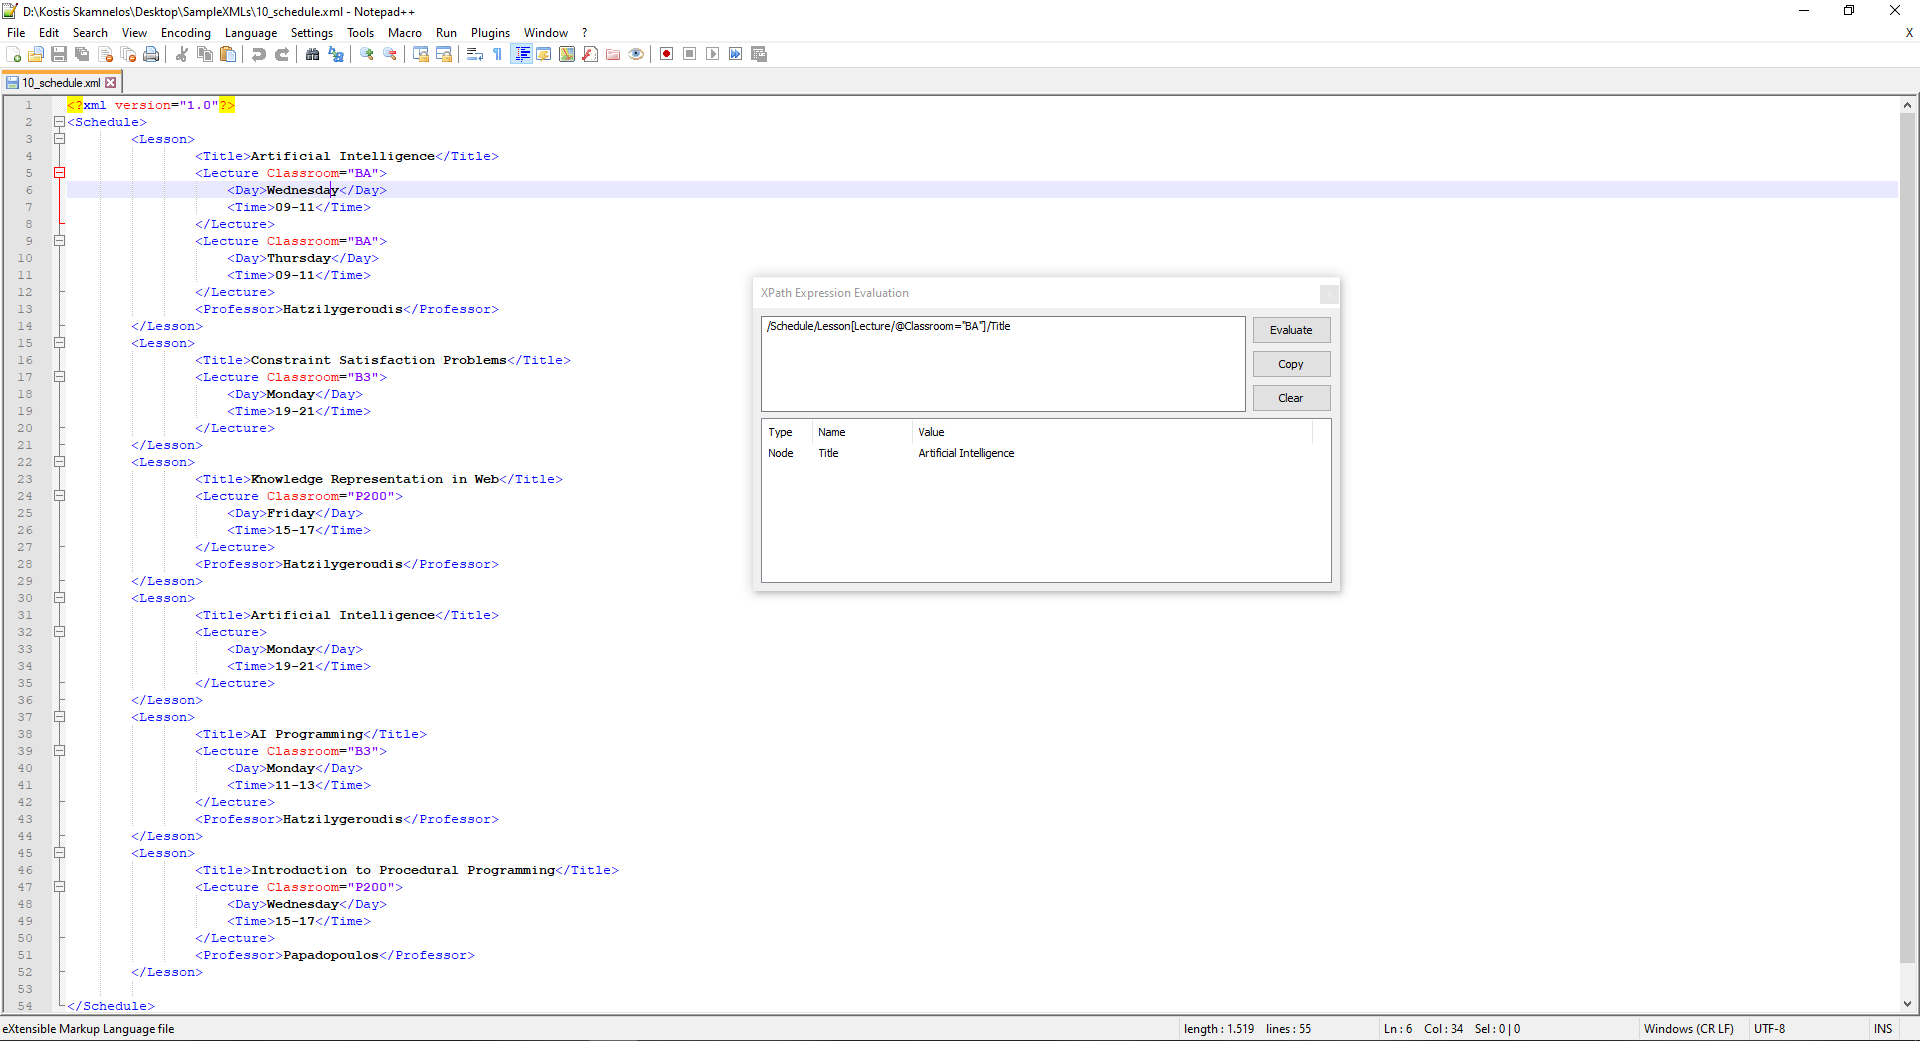 D:\Kostis Skamnelos\Desktop\SampleXMLs\10_schedule.xml - Notepad++
File Edit Search View Encoding Language Settings Tools Macro Run Plugins Window ? X
10_schedule.xml
1 <?xml version="1.0"?>
2 <Schedule>
3 <Lesson>
4 <Title>Artificial Intelligence</Title>
5 <Lecture Classroom="BA">
6 <Day>Wednesday</Day>
7 <Time>09-11</Time>
8 </Lecture>
9 <Lecture Classroom="BA">
10 <Day>Thursday</Day>
11 <Time>09-11</Time>
12 </Lecture>
13 <Professor>Hatzilygeroudis</Professor>
14 </Lesson>
15 <Lesson>
16 <Title>Constraint Satisfaction Problems</Title>
17 <Lecture Classroom="B3">
18 <Day>Monday</Day>
19 <Time>19-21</Time>
20 </Lecture>
21 </Lesson>
22 <Lesson>
23 <Title>Knowledge Representation in Web</Title>
24 <Lecture Classroom="P200">
25 <Day>Friday</Day>
26 <Time>15-17</Time>
27 </Lecture>
28 <Professor>Hatzilygeroudis</Professor>
29 </Lesson>
30 <Lesson>
31 <Title>Artificial Intelligence</Title>
32 <Lecture>
33 <Day>Monday</Day>
34 <Time>19-21</Time>
35 </Lecture>
36 </Lesson>
37 <Lesson>
38 <Title>AI Programming</Title>
39 <Lecture Classroom="B3">
40 <Day>Monday</Day>
41 <Time>11-13</Time>
42 </Lecture>
43 <Professor>Hatzilygeroudis</Professor>
44 </Lesson>
45 <Lesson>
46 <Title>Introduction to Procedural Programming</Title>
47 <Lecture Classroom="P200">
48 <Day>Wednesday</Day>
49 <Time>15-17</Time>
50 </Lecture>
51 <Professor>Papadopoulos</Professor>
52 </Lesson>
53
54 </Schedule>
XPath Expression Evaluation
/Schedule/Lesson[Lecture/@Classroom="BA"]/Title
Evaluate
Copy
Clear
Type Name Value
Node Title Artificial Intelligence
eXtensible Markup Language file length : 1.519 lines : 55 Ln : 6 Col : 34 Sel : 0 | 0 Windows (CR LF) UTF-8 INS